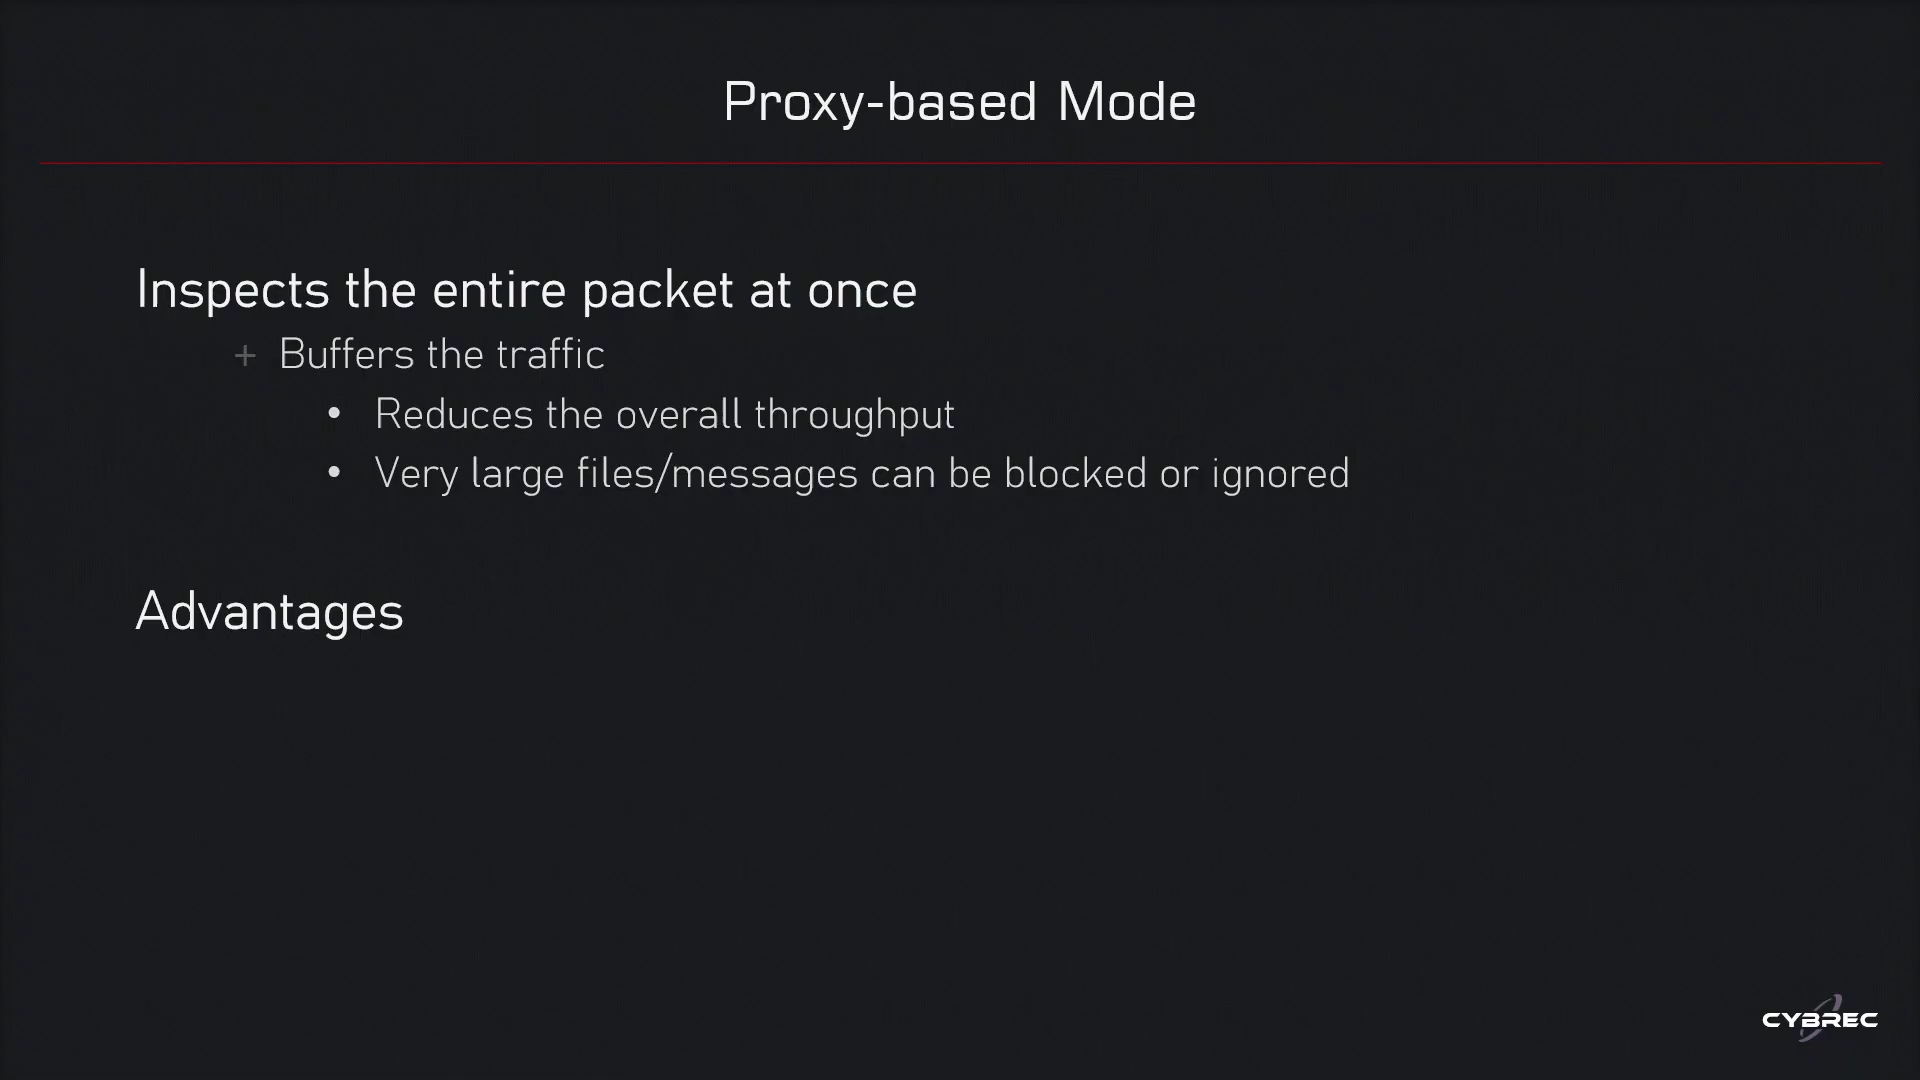 Proxy-based Mode
Inspects the entire packet at once
+ Buffers the traffic
• Reduces the overall throughput
• Very large files/messages can be blocked or ignored
Advantages
CYBREC